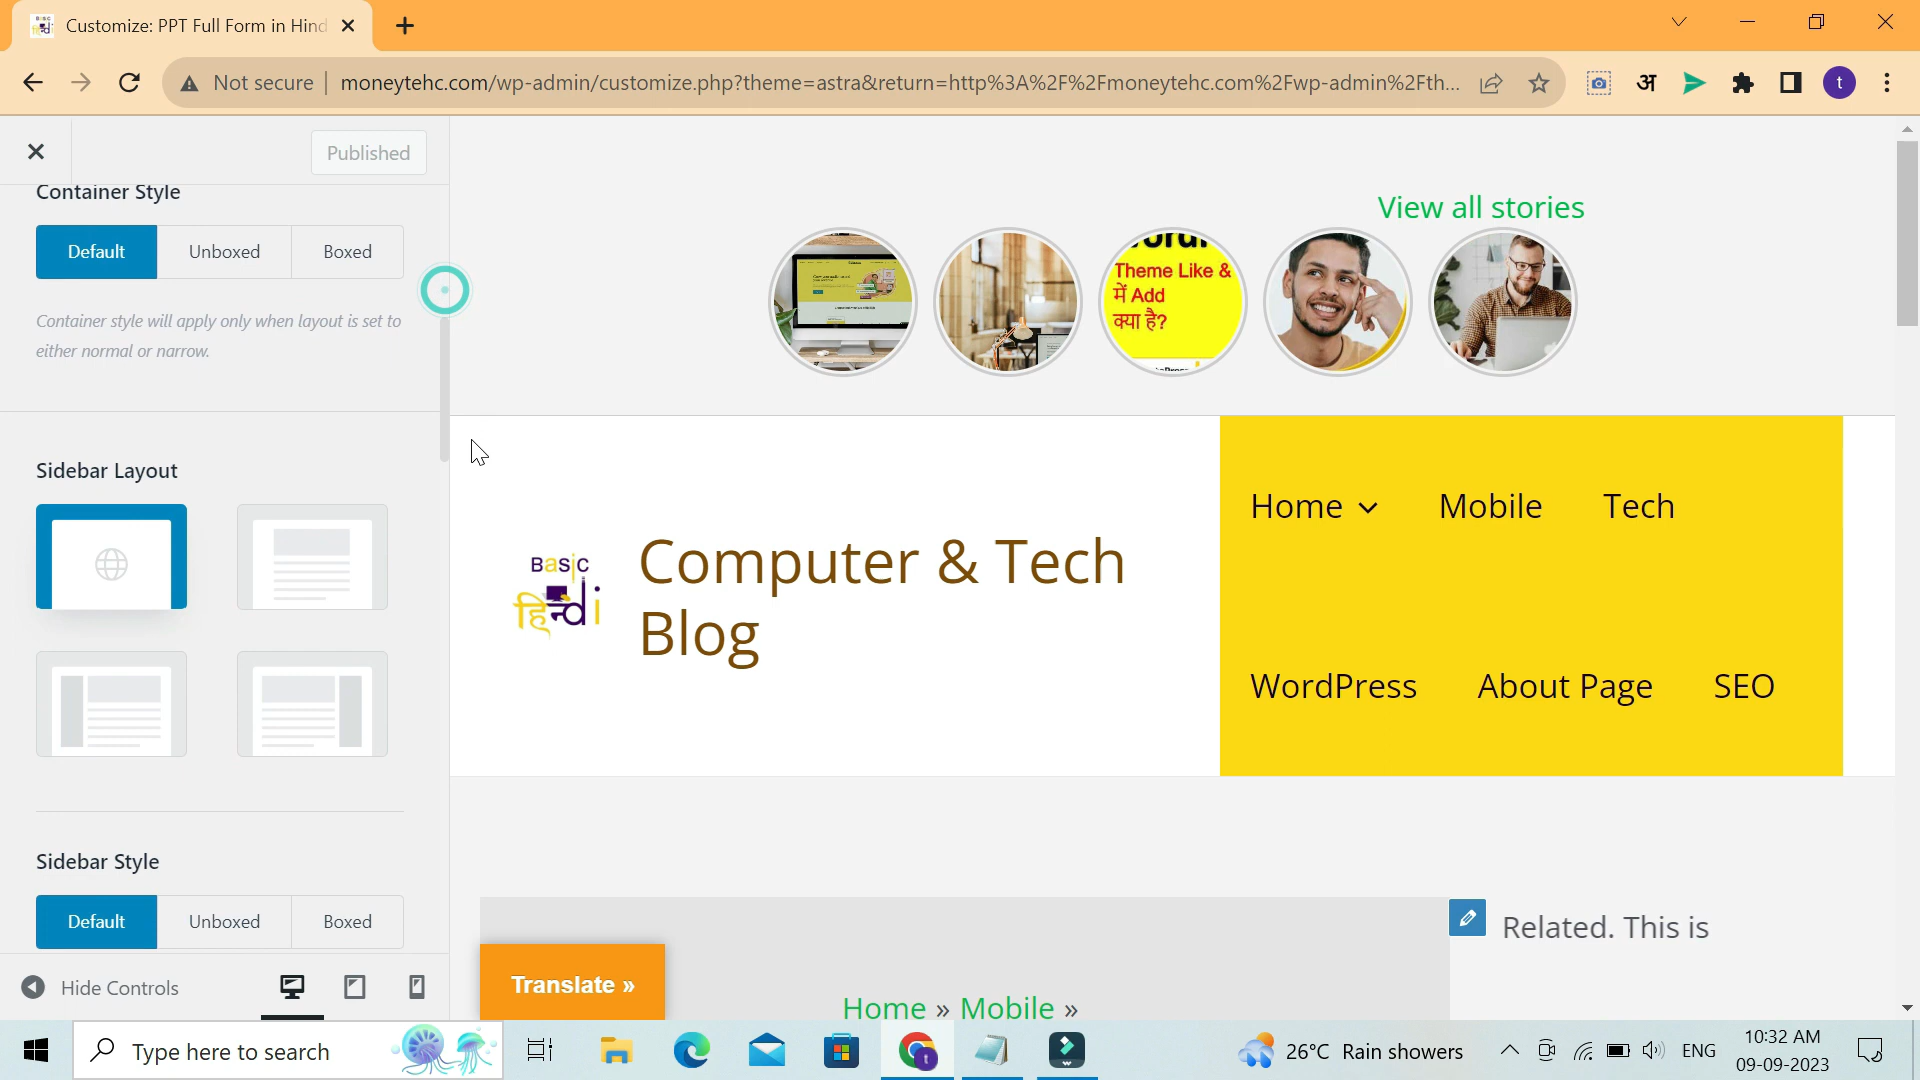 Customize: PPT Full Form in Hind
Not secure
moneytehc.com/wp-admin/customize.php?theme=astra&return=http%3A%2F%2Fmoneytehc.com%2Fwp-admin%2Fth...
अ
t
Published
Container Style
Default
Unboxed
Boxed
Container style will apply only when layout is set to
either normal or narrow.
Sidebar Layout
Sidebar Style
Default
Unboxed
Boxed
Hide Controls
View all stories
Theme Like &
में Add
क्या है?
BASIC
हिन्दी
Computer & Tech
Blog
Home
Mobile
Tech
WordPress
About Page
SEO
Related. This is
Translate »
Home » Mobile »
Type here to search
26°C Rain showers
ENG
10:32 AM
09-09-2023